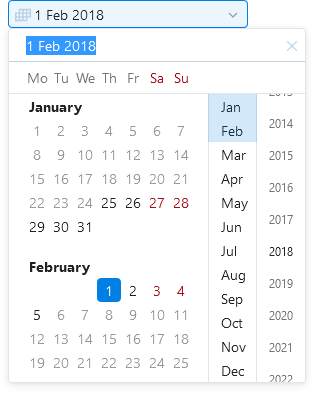 1 Feb 2018
1 Feb 2018
Mo Tu We Th Fr Sa Su
January
1 2 3 4 5 6 7
8 9 10 11 12 13 14
15 16 17 18 19 20 21
22 23 24 25 26 27 28
29 30 31
February
1 2 3 4
5 6 7 8 9 10 11
12 13 14 15 16 17 18
19 20 21 22 23 24 25
Jan
Feb
Mar
Apr
May
Jun
Jul
Aug
Sep
Oct
Nov
Dec
2013
2014
2015
2016
2017
2018
2019
2020
2021
2022